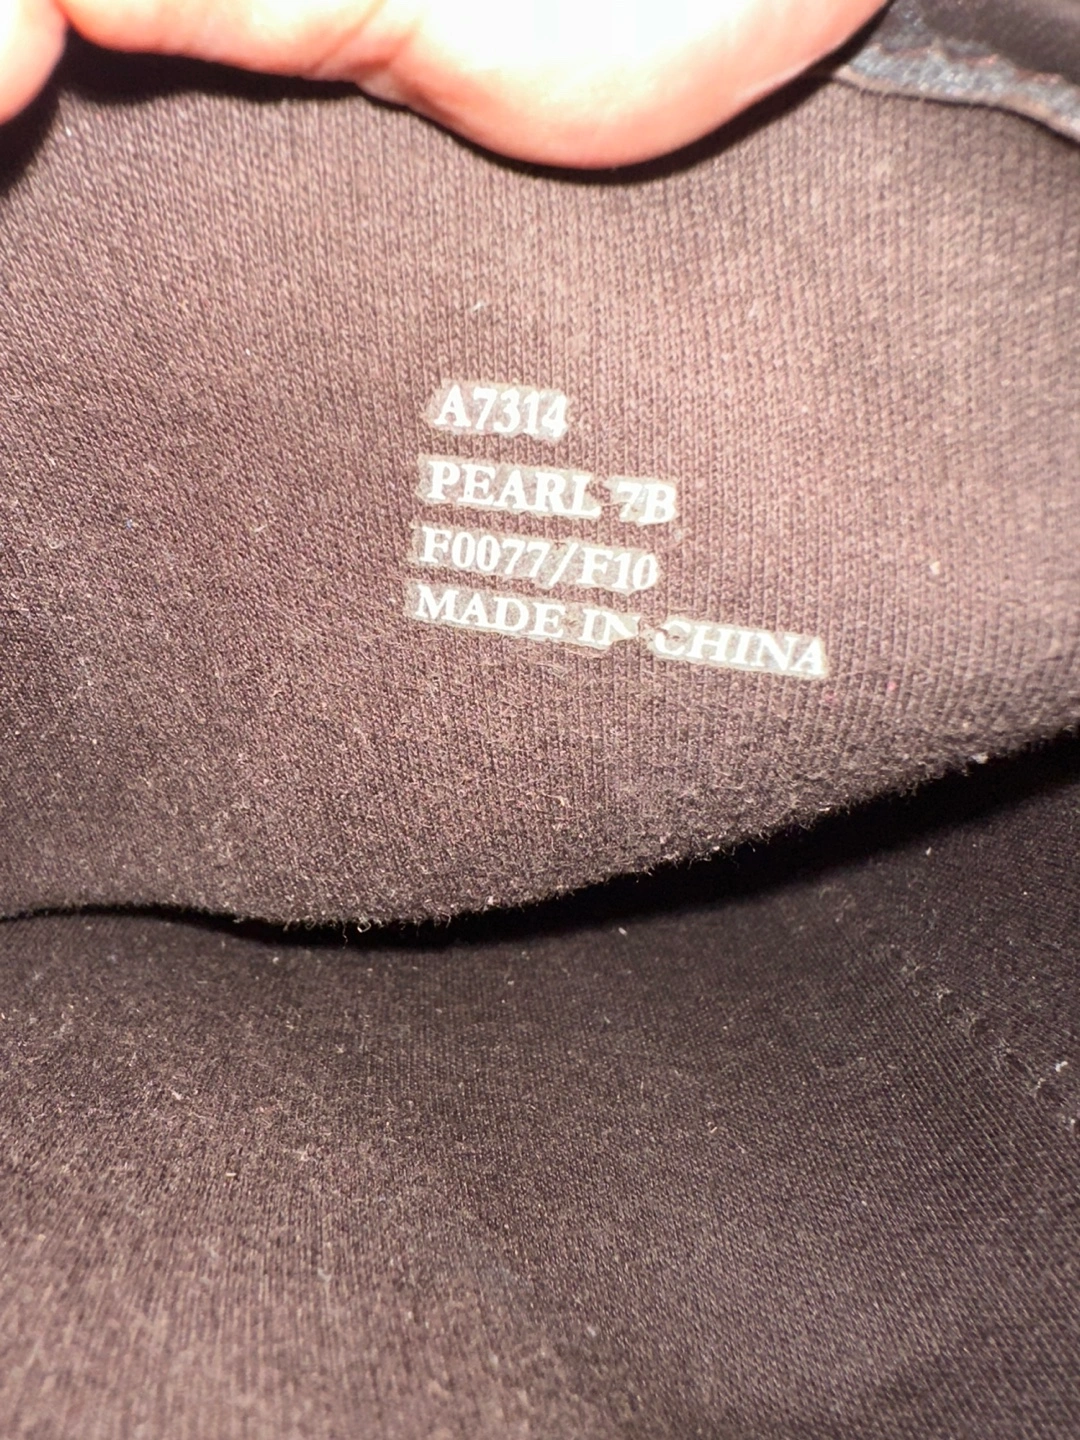 A7314
PEARL 7B
F0077/F10
MADE IN CHINA